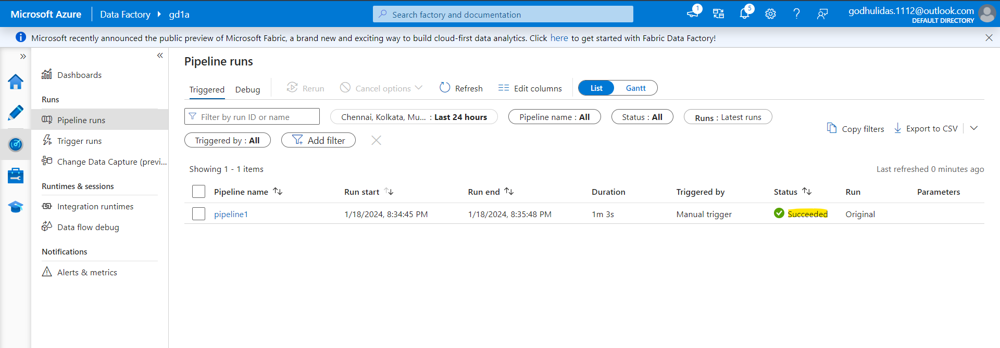 Microsoft Azure
Data Factory
gd1a
Search factory and documentation
1
5
godhulidas.1112@outlook.com
DEFAULT DIRECTORY
Microsoft recently announced the public preview of Microsoft Fabric, a brand new and exciting way to build cloud-first data analytics. Click here to get started with Fabric Data Factory!
Dashboards
Runs
Pipeline runs
Trigger runs
Change Data Capture (previ...
Runtimes & sessions
Integration runtimes
Data flow debug
Notifications
Alerts & metrics
Pipeline runs
Triggered
Debug
Rerun
Cancel options
Refresh
Edit columns
List
Gantt
Filter by run ID or name
Chennai, Kolkata, Mu... : Last 24 hours
Pipeline name : All
Status : All
Runs : Latest runs
Triggered by : All
Add filter
Copy filters
Export to CSV
Showing 1 - 1 items
Last refreshed 0 minutes ago
Pipeline name Run start Run end Duration Triggered by Status Run Parameters
pipeline1 1/18/2024, 8:34:45 PM 1/18/2024, 8:35:48 PM 1m 3s Manual trigger Succeeded Original